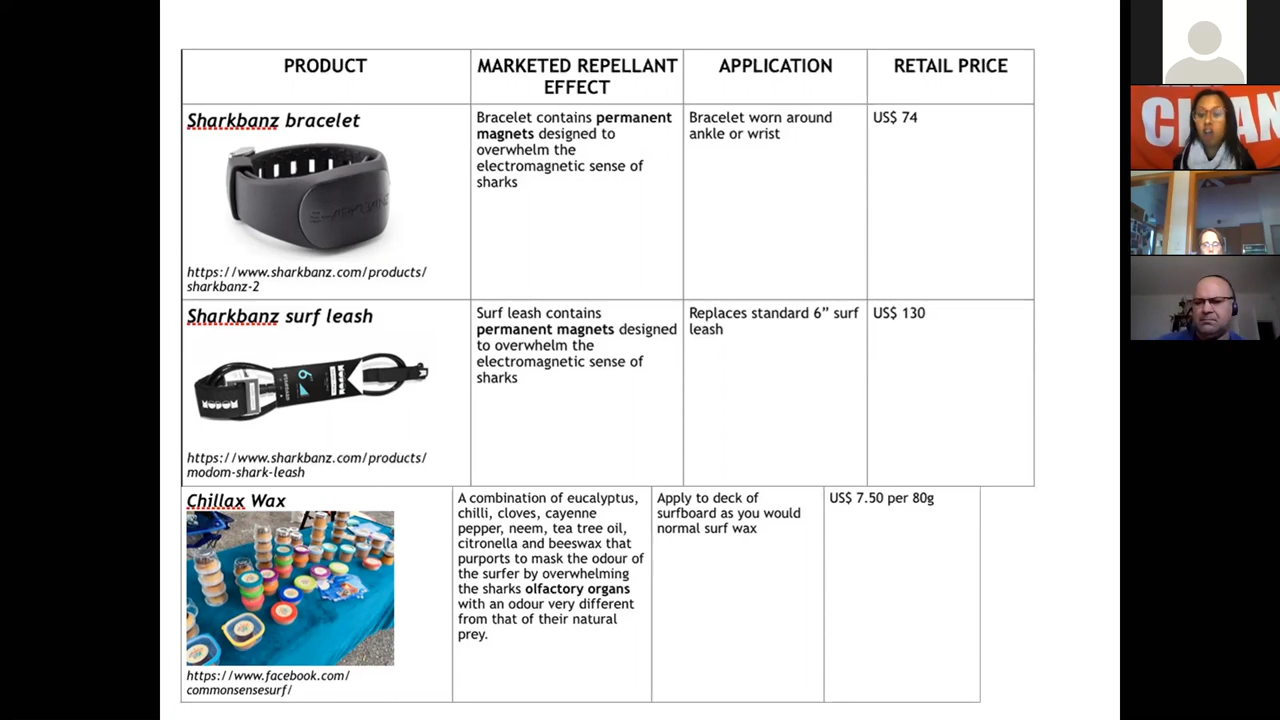 PRODUCT
MARKETED REPELLANT
EFFECT
APPLICATION
RETAIL PRICE
Sharkbanz bracelet
https://www.sharkbanz.com/products/
sharkbanz-2
Bracelet contains permanent
magnets designed to
overwhelm the
electromagnetic sense of
sharks
Bracelet worn around
ankle or wrist
US$ 74
Sharkbanz surf leash
MODOM
6
MODOM
https://www.sharkbanz.com/products/
modom-shark-leash
Surf leash contains
permanent magnets designed
to overwhelm the
electromagnetic sense of
sharks
Replaces standard 6” surf
leash
US$ 130
Chillax Wax
https://www.facebook.com/
commonsensesurf/
A combination of eucalyptus,
chilli, cloves, cayenne
pepper, neem, tea tree oil,
citronella and beeswax that
purports to mask the odour of
the surfer by overwhelming
the sharks olfactory organs
with an odour very different
from that of their natural
prey.
Apply to deck of
surfboard as you would
normal surf wax
US$ 7.50 per 80g